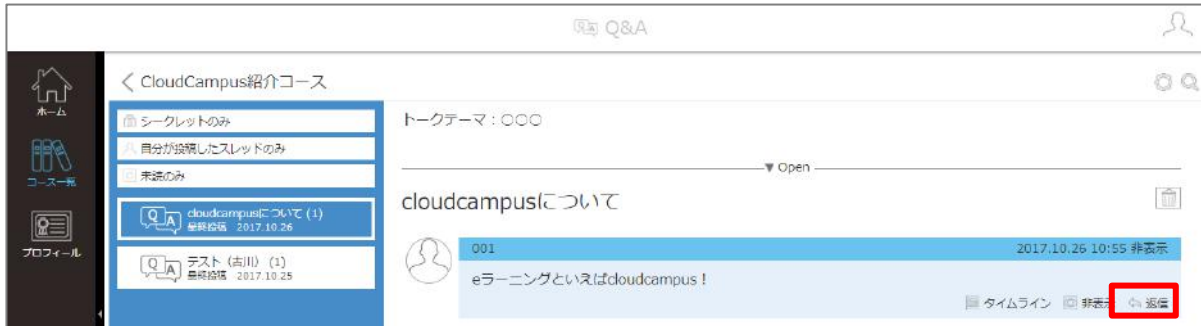 Q&A
CloudCampus紹介コース
ホーム
コース一覧
プロフィール
シークレットのみ
自分が投稿したスレッドのみ
未読のみ
Q A cloudcampusについて (1)
最終投稿 2017.10.26
Q A テスト（古川） (1)
最終投稿 2017.10.25
トークテーマ：○○○
▼ Open
cloudcampusについて
001 2017.10.26 10:55 非表示
eラーニングといえばcloudcampus！
タイムライン 非表示 返信